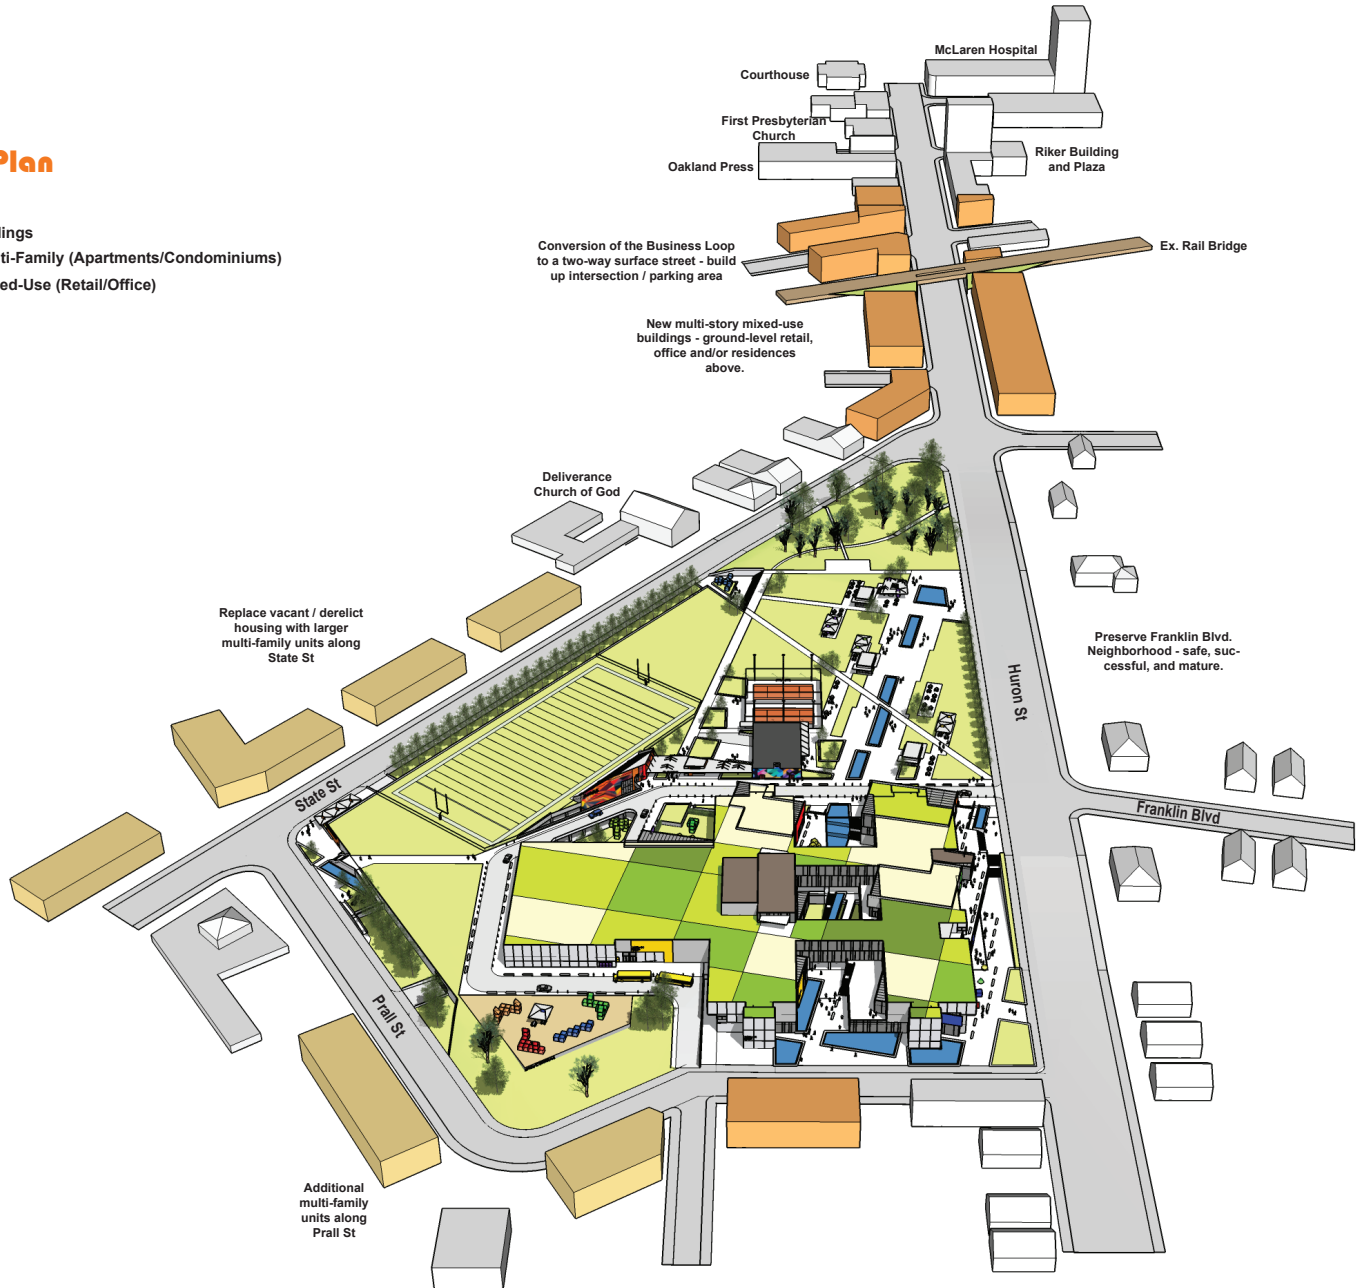 Plan
lings
ti-Family (Apartments/Condominiums)
ed-Use (Retail/Office)
McLaren Hospital
Courthouse
First Presbyterian
Church
Oakland Press
Riker Building
and Plaza
Conversion of the Business Loop
to a two-way surface street - build
up intersection / parking area
Ex. Rail Bridge
New multi-story mixed-use
buildings - ground-level retail,
office and/or residences
above.
Deliverance
Church of God
Replace vacant / derelict
housing with larger
multi-family units along
State St
Preserve Franklin Blvd.
Neighborhood - safe, suc-
cessful, and mature.
Huron St
State St
Franklin Blvd
Prall St
Additional
multi-family
units along
Prall St